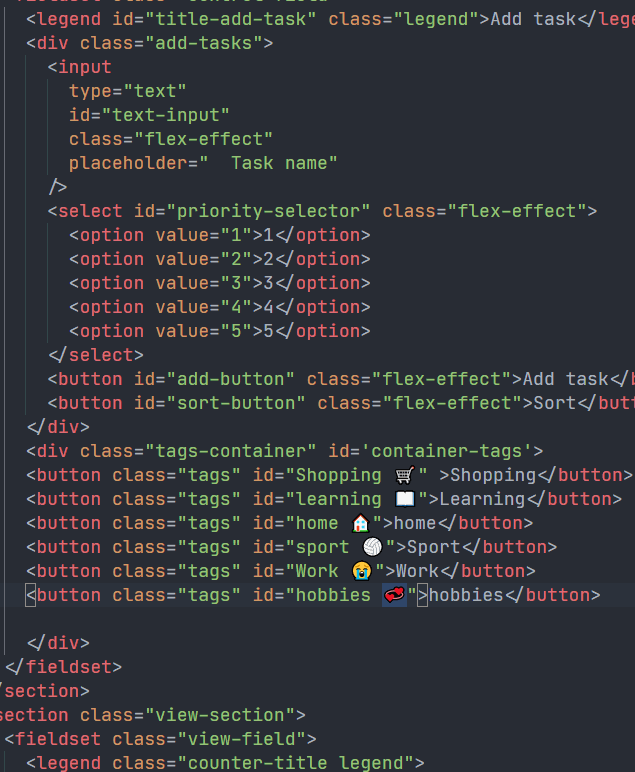 <legend id="title-add-task" class="legend">Add task</lege
<div class="add-tasks">
<input
type="text"
id="text-input"
class="flex-effect"
placeholder="  Task name"
/>
<select id="priority-selector" class="flex-effect">
<option value="1">1</option>
<option value="2">2</option>
<option value="3">3</option>
<option value="4">4</option>
<option value="5">5</option>
</select>
<button id="add-button" class="flex-effect">Add task</b
<button id="sort-button" class="flex-effect">Sort</butt
</div>
<div class="tags-container" id='container-tags'>
<button class="tags" id="Shopping 🛒" >Shopping</button>
<button class="tags" id="learning 📖">Learning</button>
<button class="tags" id="home 🏠">home</button>
<button class="tags" id="sport 🏐">Sport</button>
<button class="tags" id="Work 😭">Work</button>
<button class="tags" id="hobbies 💞">hobbies</button>
</div>
</fieldset>
/section>
section class="view-section">
<fieldset class="view-field">
<legend class="counter-title legend">